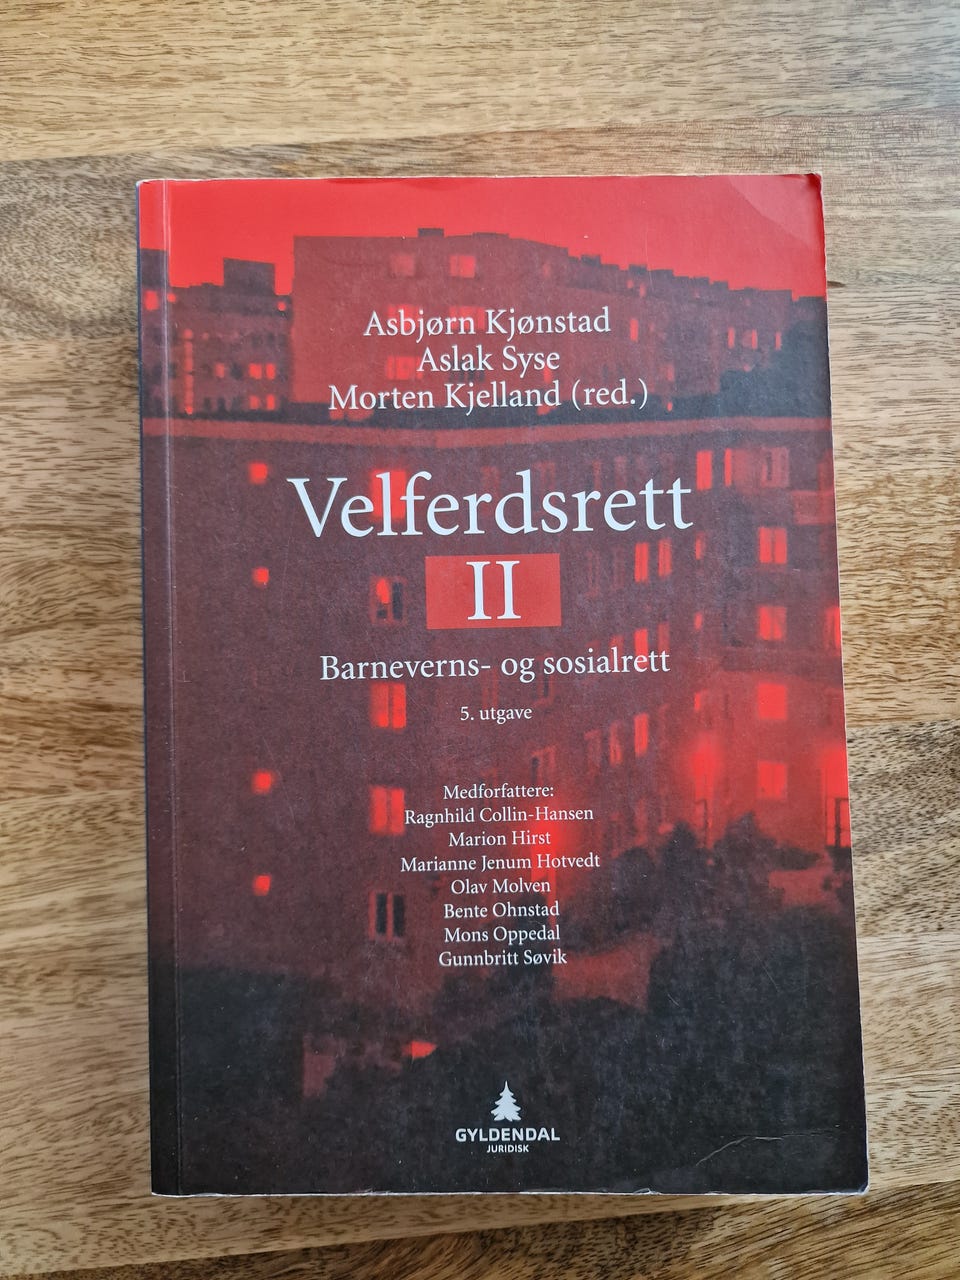 Asbjørn Kjønstad
Aslak Syse
Morten Kjelland (red.)
Velferdsrett
II
Barneverns- og sosialrett
5. utgave
Medforfattere:
Ragnhild Collin-Hansen
Marion Hirst
Marianne Jenum Hotvedt
Olav Molven
Bente Ohnstad
Mons Oppedal
Gunnbritt Søvik
GYLDENDAL
JURIDISK